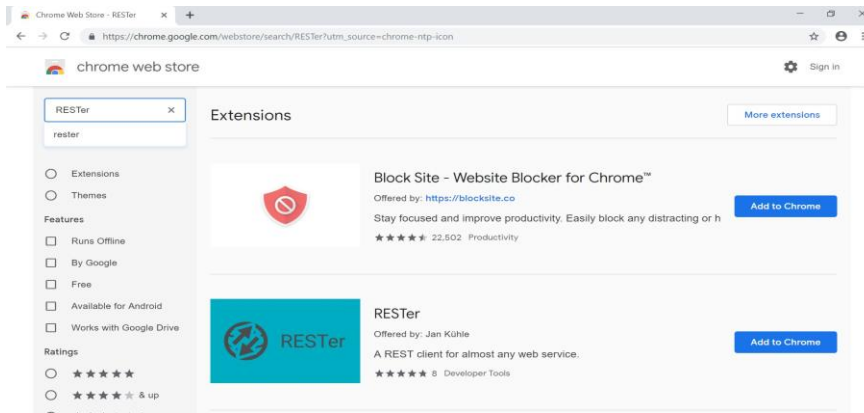 Chrome Web Store - RESTer
https://chrome.google.com/webstore/search/RESTer?utm_source=chrome-ntp-icon
chrome web store
Sign in
RESTer
rester
Extensions
Themes
Features
Runs Offline
By Google
Free
Available for Android
Works with Google Drive
Ratings
& up
Extensions
More extensions
Block Site - Website Blocker for Chrome™
Offered by: https://blocksite.co
Stay focused and improve productivity. Easily block any distracting or h
22,502 Productivity
Add to Chrome
RESTer
RESTer
Offered by: Jan Kühle
A REST client for almost any web service.
8 Developer Tools
Add to Chrome